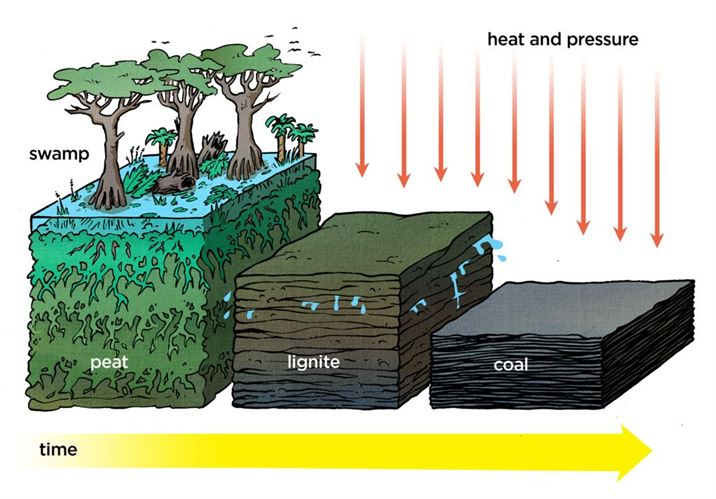 heat and pressure
swamp
peat
lignite
coal
time